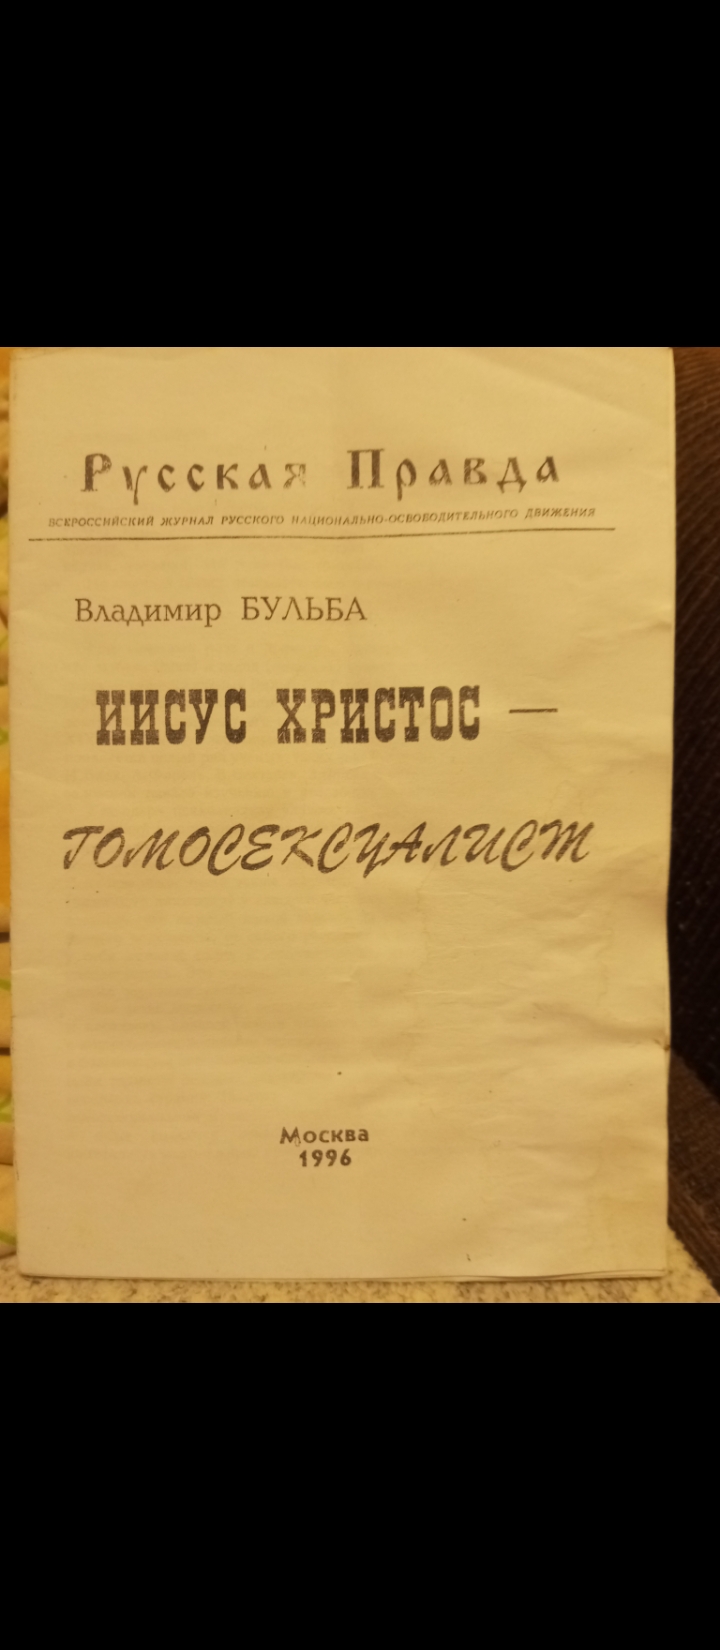 Русская Правда
ВСЕРОССИЙСКИЙ ЖУРНАЛ РУССКОГО НАЦИОНАЛЬНО-ОСВОБОДИТЕЛЬНОГО ДВИЖЕНИЯ
Владимир БУЛЬБА
ИИСУС ХРИСТОС —
ГОМОСЕКСУАЛИСТ
Москва
1996